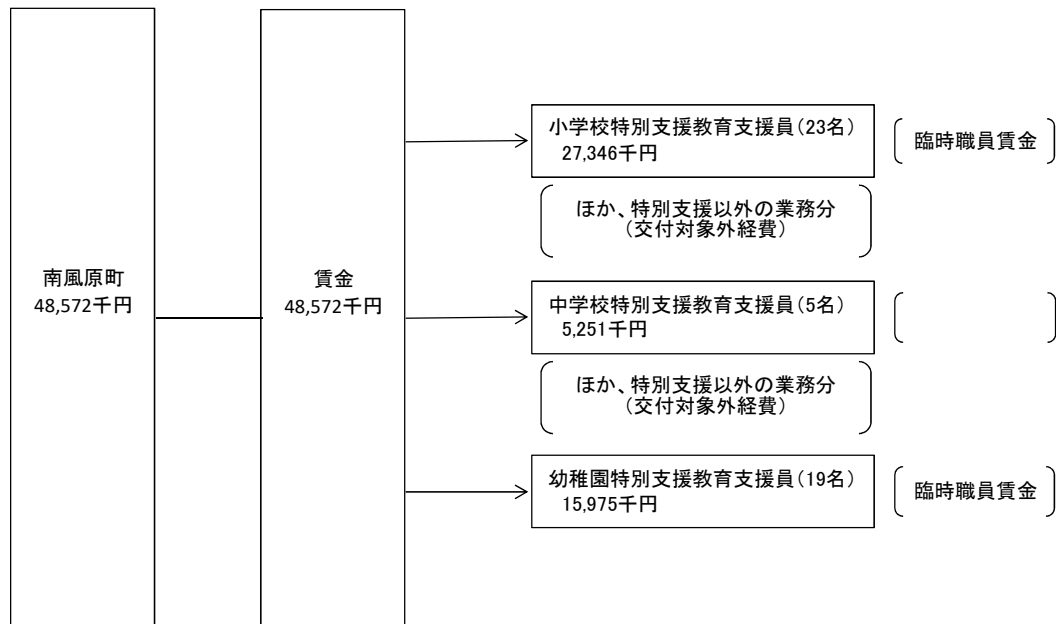 南風原町
48,572千円
賃金
48,572千円
小学校特別支援教育支援員(23名)
27,346千円
臨時職員賃金
ほか、特別支援以外の業務分
(交付対象外経費)
中学校特別支援教育支援員(5名)
5,251千円
ほか、特別支援以外の業務分
(交付対象外経費)
幼稚園特別支援教育支援員(19名)
15,975千円
臨時職員賃金